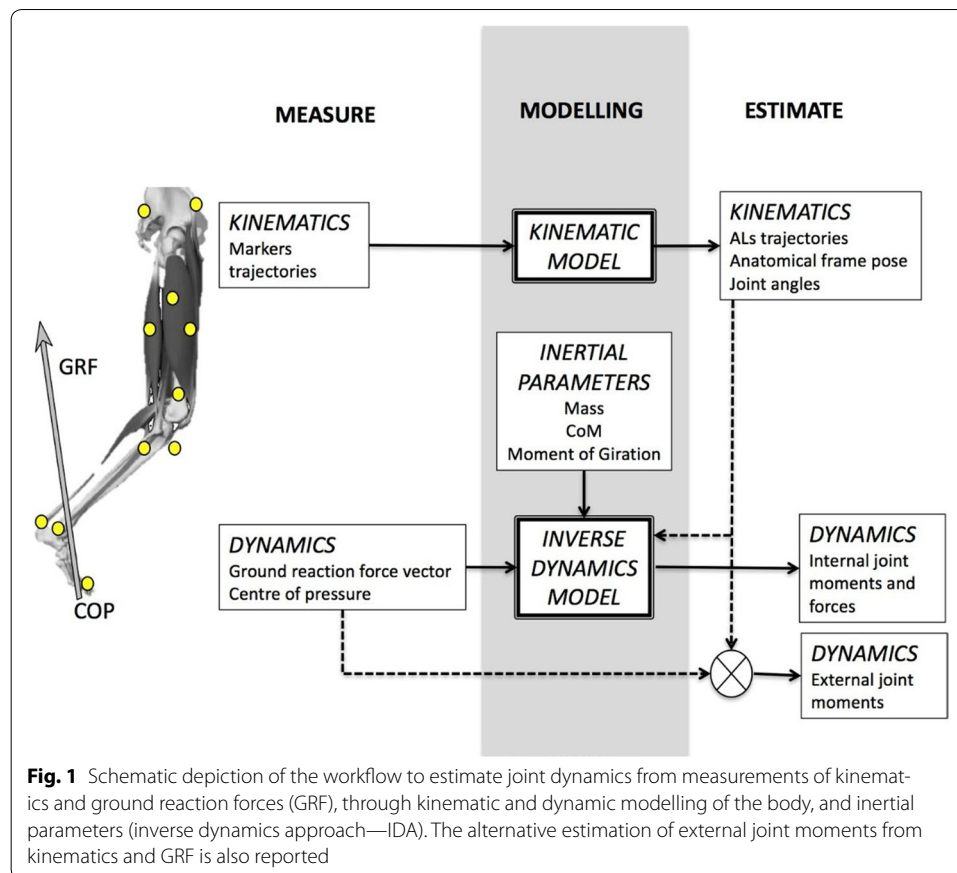 MEASURE
MODELLING
ESTIMATE
KINEMATICS
Markers
trajectories
KINEMATIC
MODEL
KINEMATICS
ALs trajectories
Anatomical frame pose
Joint angles
GRF
INERTIAL
PARAMETERS
Mass
CoM
Moment of Giration
DYNAMICS
Ground reaction force vector
Centre of pressure
INVERSE
DYNAMICS
MODEL
DYNAMICS
Internal joint
moments and
forces
COP
DYNAMICS
External joint
moments
Fig. 1 Schematic depiction of the workflow to estimate joint dynamics from measurements of kinemat-
ics and ground reaction forces (GRF), through kinematic and dynamic modelling of the body, and inertial
parameters (inverse dynamics approach—IDA). The alternative estimation of external joint moments from
kinematics and GRF is also reported